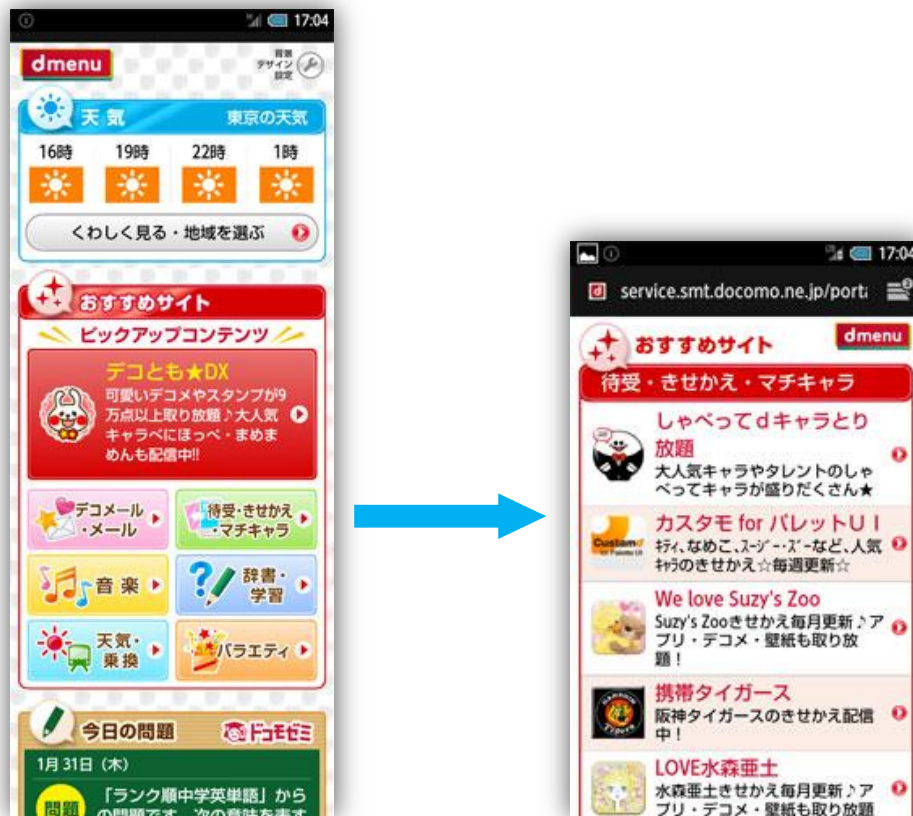 17:04
dmenu
背景
デザイン
設定
天気
東京の天気
16時 19時 22時 1時
くわしく見る・地域を選ぶ
おすすめサイト
ピックアップコンテンツ
デコとも★DX
可愛いデコメやスタンプが9
万点以上取り放題♪大人気
キャラべにほっぺ・まめま
めんも配信中!!
デコメール
・メール
待受・きせかえ
・マチキャラ
音楽
辞書・
学習
天気・
乗換
バラエティ
今日の問題
ドコモゼミ
1月31日（木）
問題
「ランク順中学英単語」から
の問題です。次の意味を表す
17:04
service.smt.docomo.ne.jp/port
おすすめサイト
dmenu
待受・きせかえ・マチキャラ
しゃべってdキャラとり
放題
大人気キャラやタレントのしゃ
べってキャラが盛りだくさん★
Custamo
カスタモ for パレットUI
ｷﾃｨ、なめこ、ｽｰｼﾞｰ･ｽﾞｰなど、人気
ｷｬﾗのきせかえ☆毎週更新☆
We love Suzy's Zoo
Suzy's Zooきせかえ毎月更新♪ア
プリ・デコメ・壁紙も取り放
題！
携帯タイガース
阪神タイガースのきせかえ配信
中！
LOVE水森亜土
水森亜土きせかえ毎月更新♪ア
プリ・デコメ・壁紙も取り放題